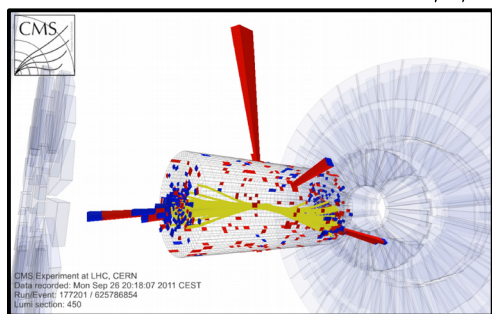 CMS
CMS Experiment at LHC, CERN
Data recorded: Mon Sep 26 20:18:07 2011 CEST
Run/Event: 177201 / 625786854
Lumi section: 450